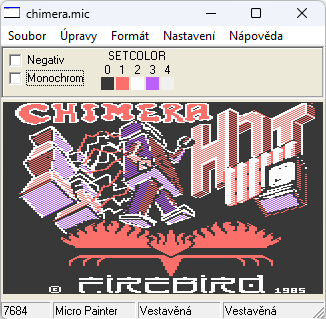 chimera.mic
Soubor Úpravy Formát Nastavení Nápověda
Negativ
Monochrom
SETCOLOR
0 1 2 3 4
CHIMERA
HIT
© FIREBIRD 1985
7684 Micro Painter Vestavěná Vestavěná